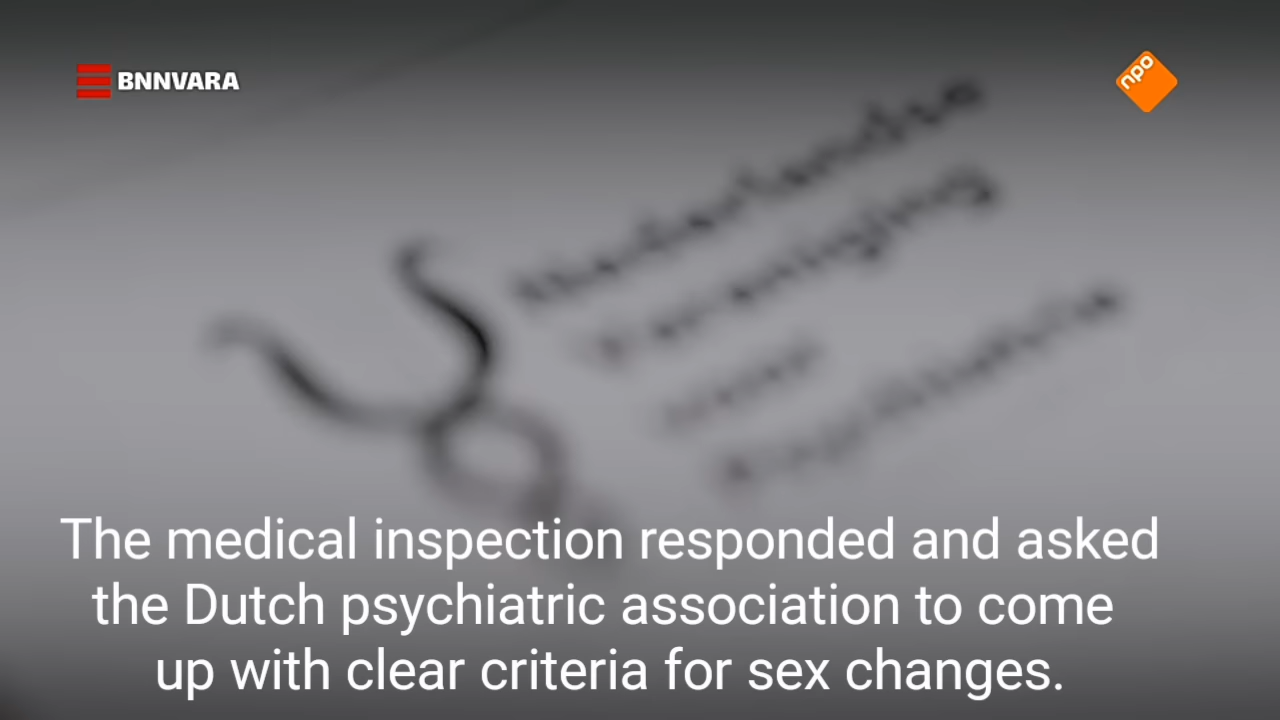 BNNVARA
npo
The medical inspection responded and asked
the Dutch psychiatric association to come
up with clear criteria for sex changes.